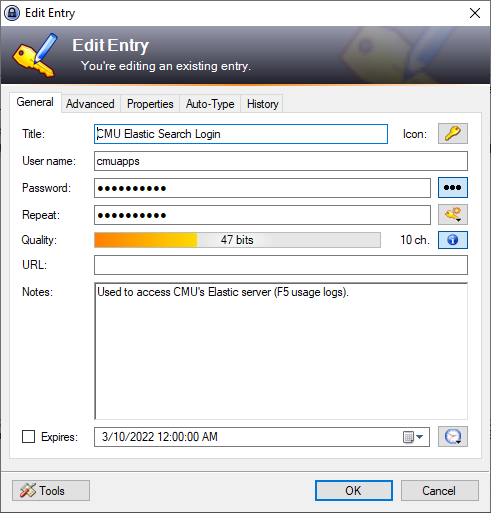 Edit Entry
Edit Entry
You're editing an existing entry.
General Advanced Properties Auto-Type History
Title: CMU Elastic Search Login Icon:
User name: cmuapps
Password: ●●●●●●●●●● ●●●
Repeat: ●●●●●●●●●●
Quality: 47 bits 10 ch.
URL:
Notes: Used to access CMU's Elastic server (F5 usage logs).
Expires: 3/10/2022 12:00:00 AM
Tools OK Cancel